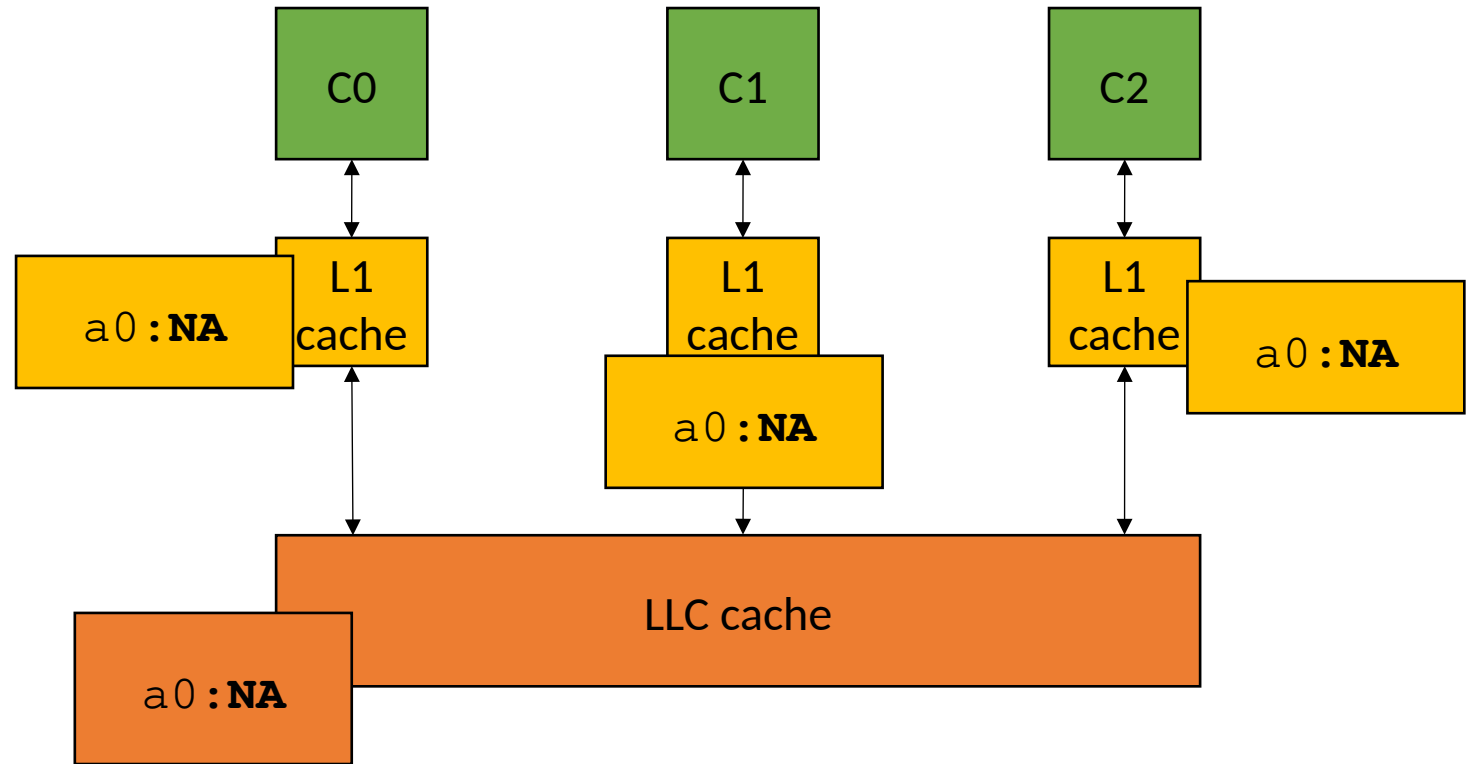 C0
C1
C2
L1
cache
L1
cache
L1
cache
a0:NA
a0:NA
a0:NA
LLC cache
a0:NA